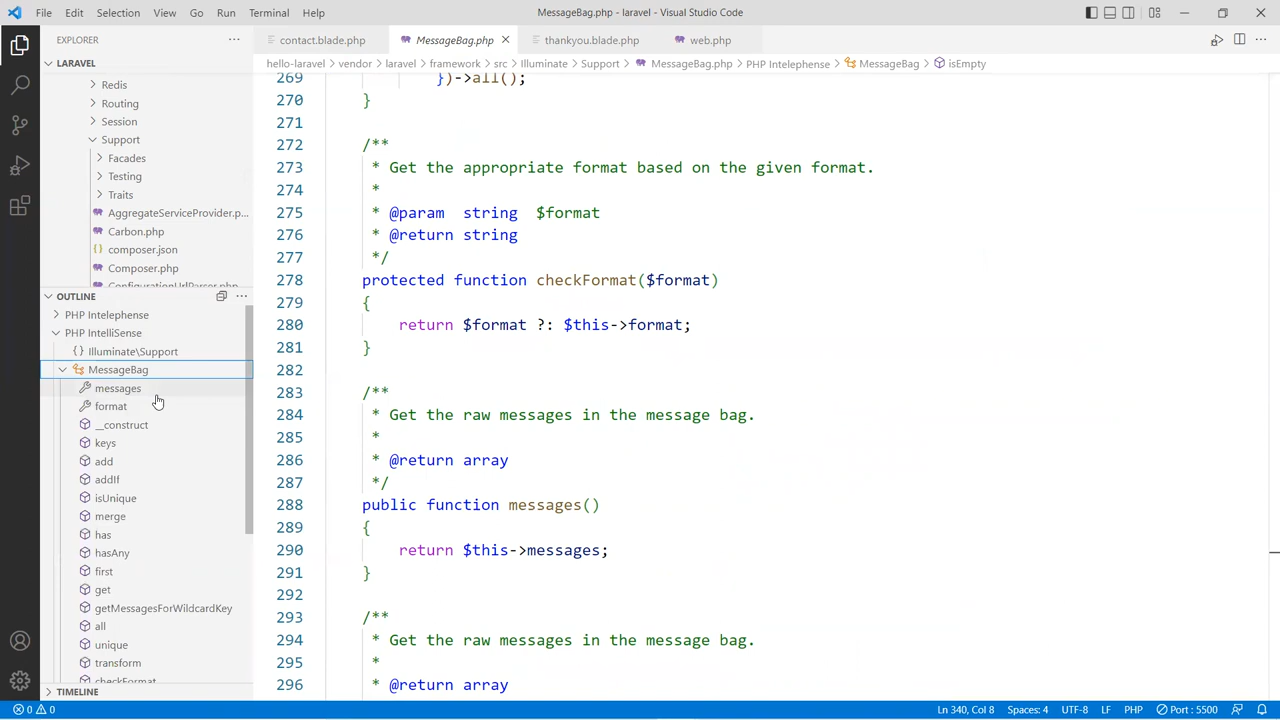 File Edit Selection View Go Run Terminal Help
MessageBag.php - laravel - Visual Studio Code
EXPLORER
LARAVEL
Redis
Routing
Session
Support
Facades
Testing
Traits
AggregateServiceProvider.p...
Carbon.php
composer.json
Composer.php
ConfigurationUrlParser.php
OUTLINE
PHP Intelephense
PHP IntelliSense
{} Illuminate\Support
MessageBag
messages
format
__construct
keys
add
addIf
isUnique
merge
has
hasAny
first
get
getMessagesForWildcardKey
all
unique
transform
checkFormat
TIMELINE
contact.blade.php
MessageBag.php
thankyou.blade.php
web.php
hello-laravel > vendor > laravel > framework > src > Illuminate > Support > MessageBag.php > PHP Intelephense > MessageBag > isEmpty
269 })->all();
270 }
271
272 /**
273 * Get the appropriate format based on the given format.
274 *
275 * @param  string  $format
276 * @return string
277 */
278 protected function checkFormat($format)
279 {
280 return $format ?: $this->format;
281 }
282
283 /**
284 * Get the raw messages in the message bag.
285 *
286 * @return array
287 */
288 public function messages()
289 {
290 return $this->messages;
291 }
292
293 /**
294 * Get the raw messages in the message bag.
295 *
296 * @return array
0 0
Ln 340, Col 8 Spaces: 4 UTF-8 LF PHP Port : 5500